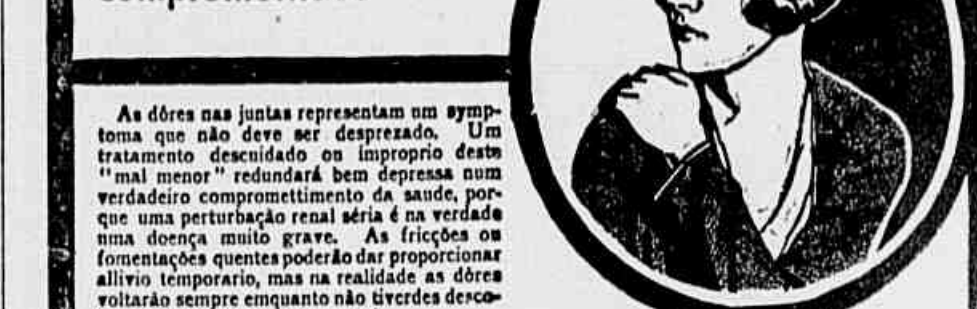 As dôres nas juntas representam um symp-
toma que não deve ser desprezado. Um
tratamento descuidado ou improprio deste
"mal menor" redundará bem depressa num
verdadeiro compromettimento da saude, por-
que uma perturbação renal séria é na verdade
uma doença muito grave. As fricções ou
fomentações quentes poderão dar proporcionar
allivio temporario, mas na realidade as dôres
voltarão sempre emquanto não tiverdes desco-